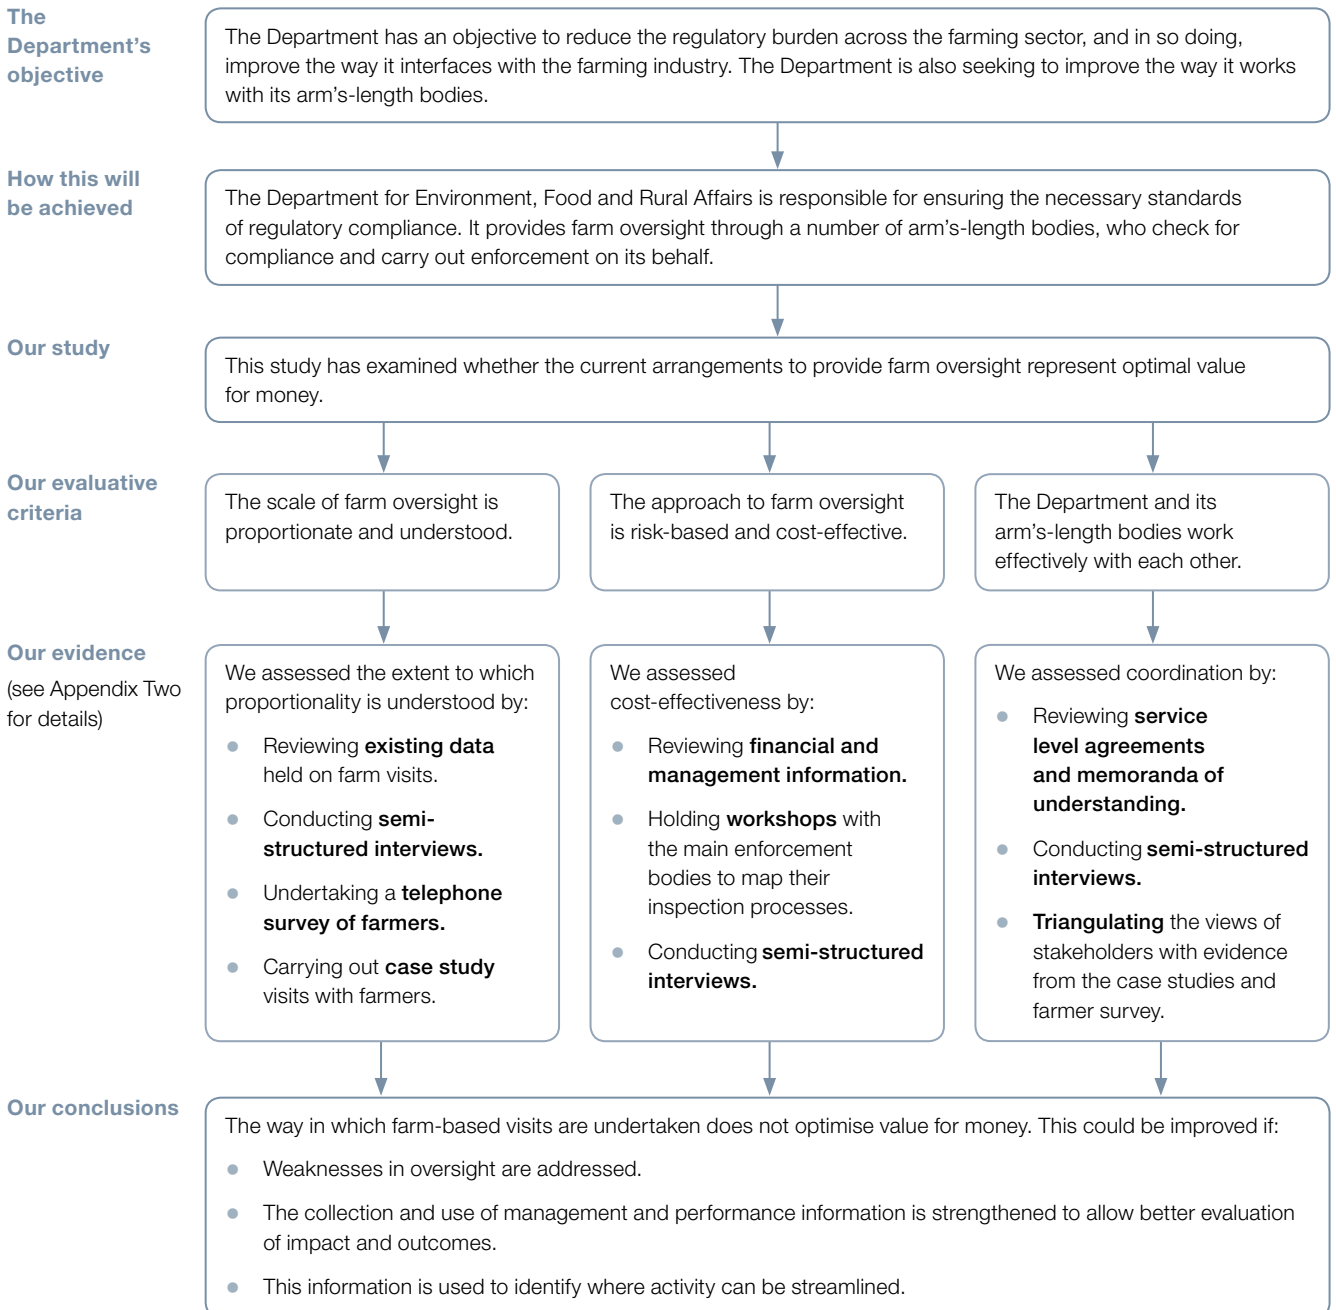 The
Department’s
objective
The Department has an objective to reduce the regulatory burden across the farming sector, and in so doing,
improve the way it interfaces with the farming industry. The Department is also seeking to improve the way it works
with its arm’s-length bodies.
How this will
be achieved
The Department for Environment, Food and Rural Affairs is responsible for ensuring the necessary standards
of regulatory compliance. It provides farm oversight through a number of arm’s-length bodies, who check for
compliance and carry out enforcement on its behalf.
Our study
This study has examined whether the current arrangements to provide farm oversight represent optimal value
for money.
Our evaluative
criteria
The scale of farm oversight is
proportionate and understood.
The approach to farm oversight
is risk-based and cost-effective.
The Department and its
arm’s-length bodies work
effectively with each other.
Our evidence
(see Appendix Two
for details)
We assessed the extent to which
proportionality is understood by:
● Reviewing existing data
held on farm visits.
● Conducting semi-
structured interviews.
● Undertaking a telephone
survey of farmers.
● Carrying out case study
visits with farmers.
We assessed
cost-effectiveness by:
● Reviewing financial and
management information.
● Holding workshops with
the main enforcement
bodies to map their
inspection processes.
● Conducting semi-structured
interviews.
We assessed coordination by:
● Reviewing service
level agreements
and memoranda of
understanding.
● Conducting semi-structured
interviews.
● Triangulating the views of
stakeholders with evidence
from the case studies and
farmer survey.
Our conclusions
The way in which farm-based visits are undertaken does not optimise value for money. This could be improved if:
● Weaknesses in oversight are addressed.
● The collection and use of management and performance information is strengthened to allow better evaluation
of impact and outcomes.
● This information is used to identify where activity can be streamlined.